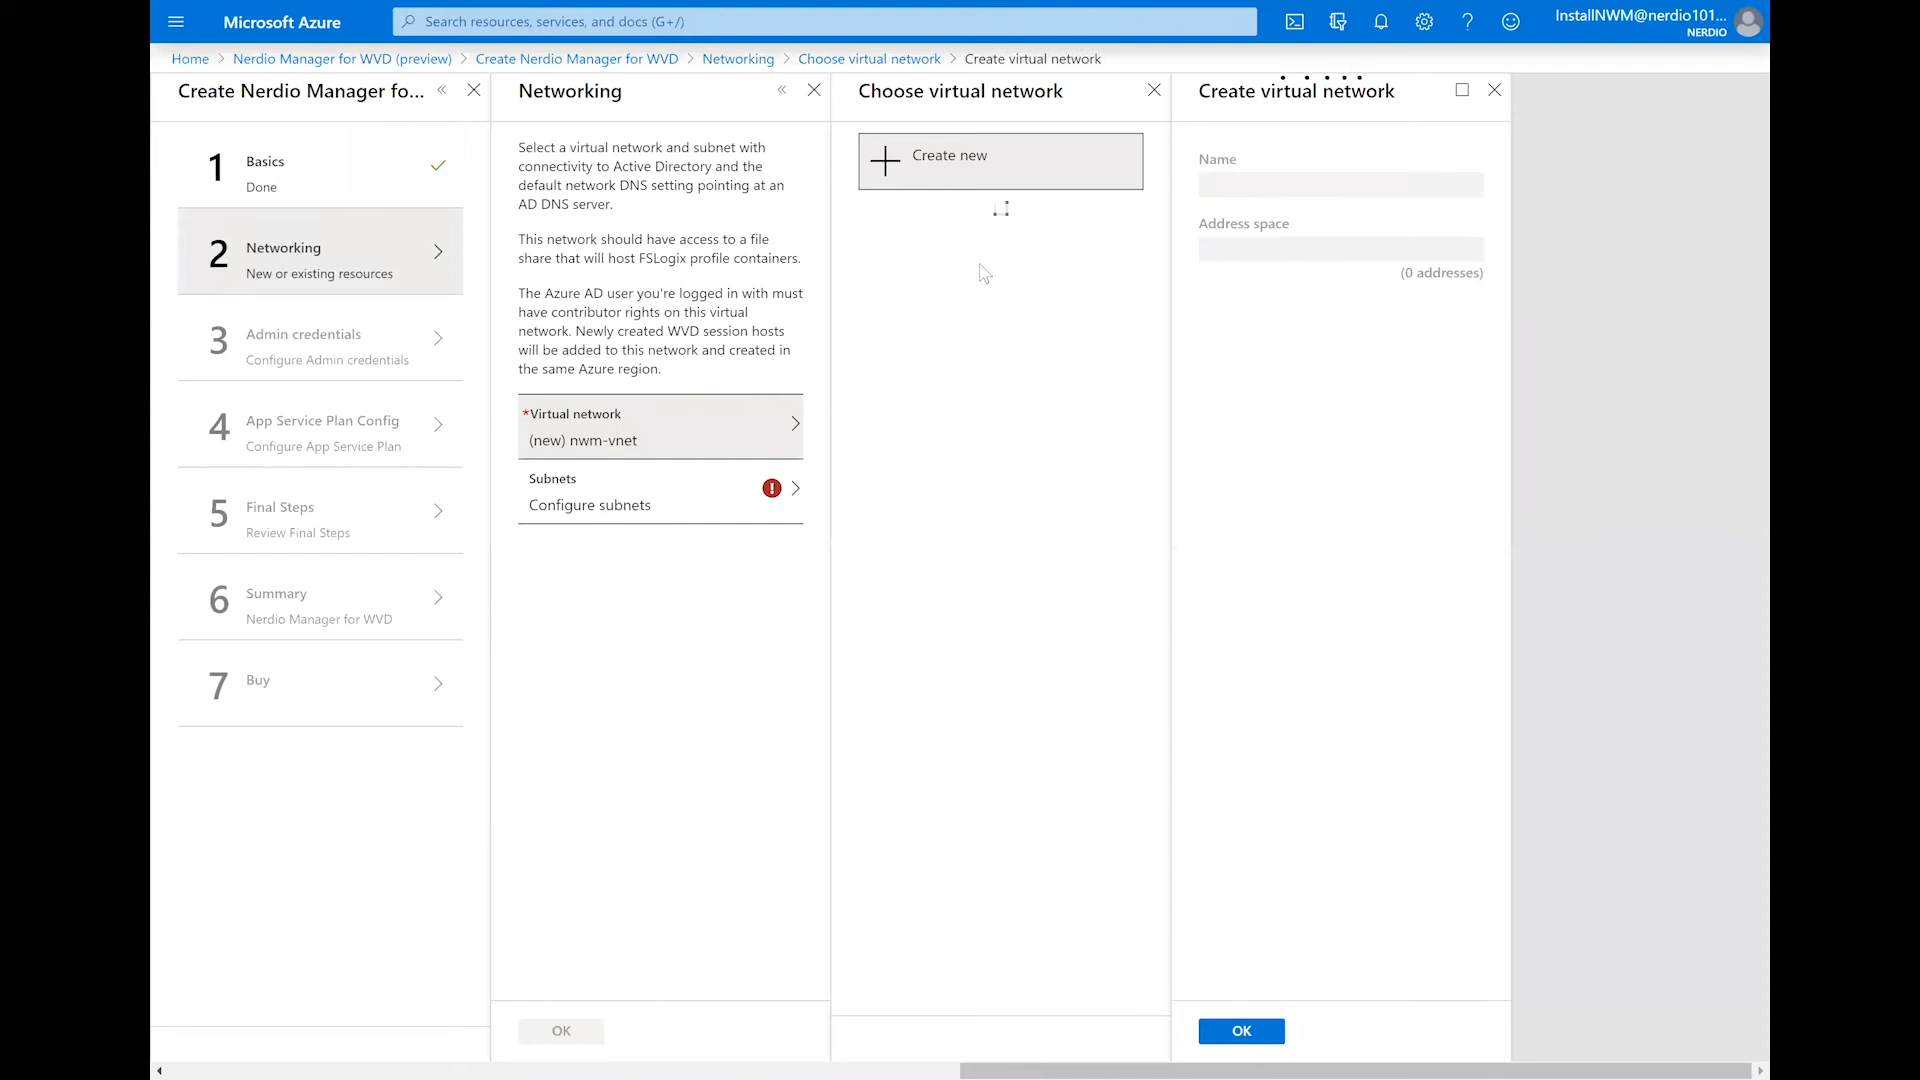 Microsoft Azure
Search resources, services, and docs (G+/)
InstallNWM@nerdio101...
NERDIO
Home > Nerdio Manager for WVD (preview) > Create Nerdio Manager for WVD > Networking > Choose virtual network > Create virtual network
Create Nerdio Manager fo...
1
Basics
Done
2
Networking
New or existing resources
3
Admin credentials
Configure Admin credentials
4
App Service Plan Config
Configure App Service Plan
5
Final Steps
Review Final Steps
6
Summary
Nerdio Manager for WVD
7
Buy
Networking
Select a virtual network and subnet with
connectivity to Active Directory and the
default network DNS setting pointing at an
AD DNS server.
This network should have access to a file
share that will host FSLogix profile containers.
The Azure AD user you're logged in with must
have contributor rights on this virtual
network. Newly created WVD session hosts
will be added to this network and created in
the same Azure region.
*Virtual network
(new) nwm-vnet
Subnets
Configure subnets
OK
Choose virtual network
Create new
Create virtual network
Name
Address space
(0 addresses)
OK